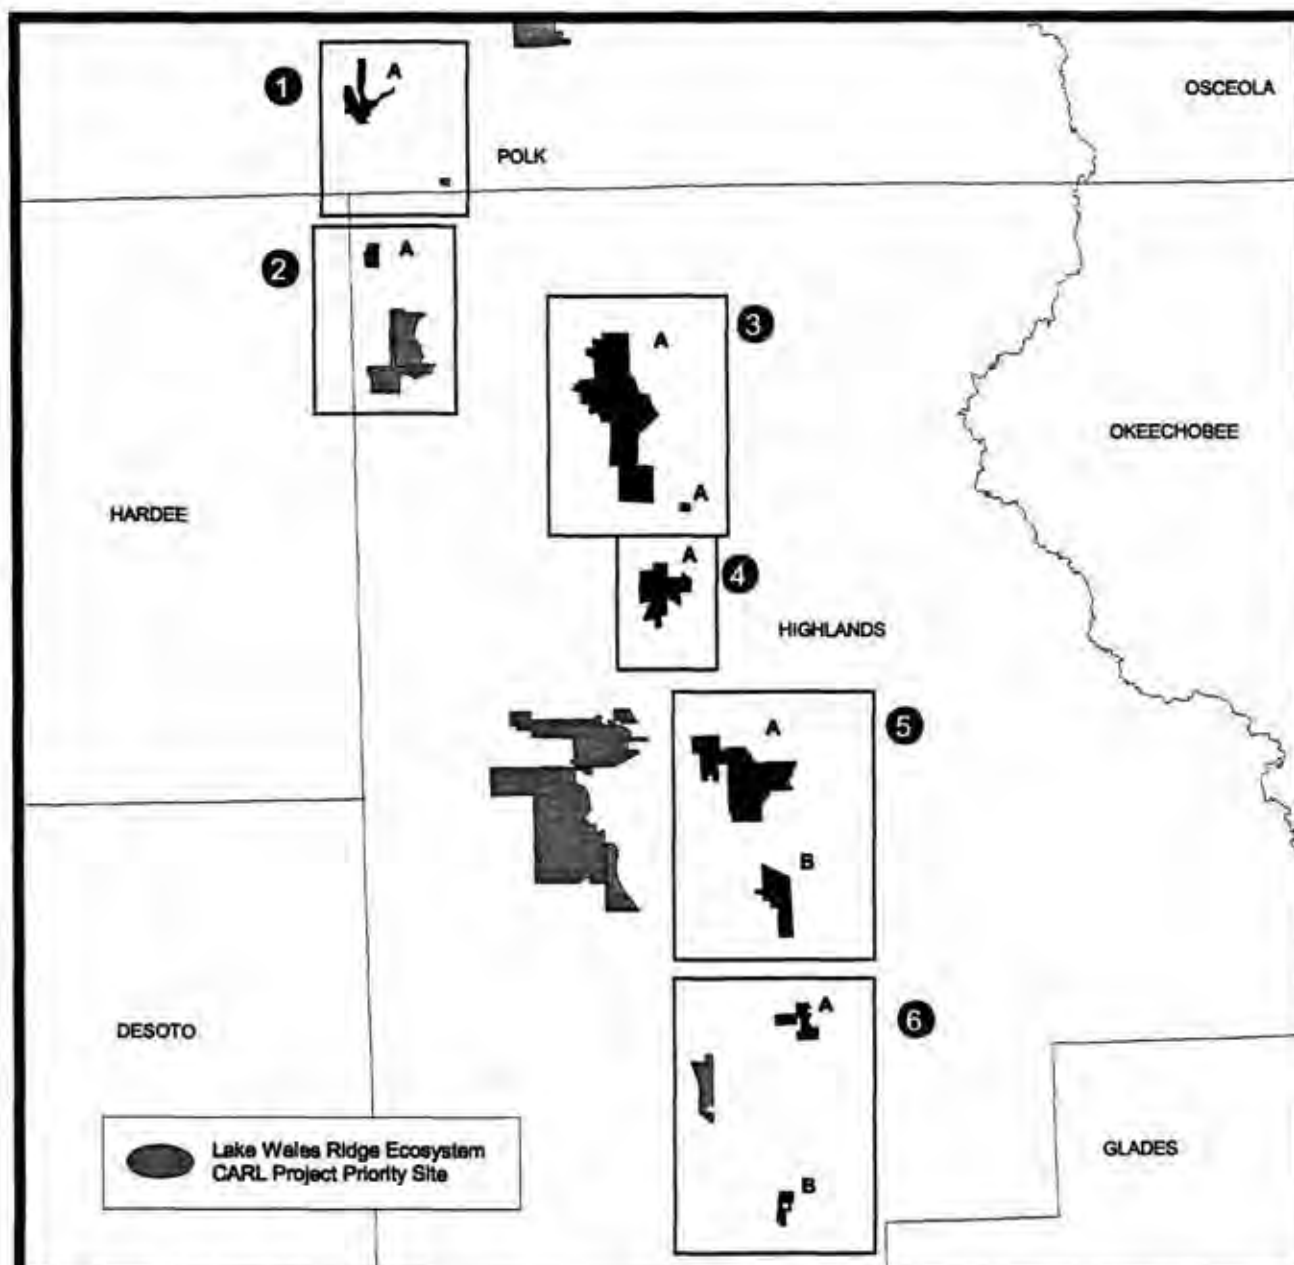 OSCEOLA
1
A
POLK
2
A
3
A
A
OKEECHOBEE
HARDEE
A
4
HIGHLANDS
A
5
B
A
6
DESOTO
Lake Wales Ridge Ecosystem
CARL Project Priority Site
GLADES
B